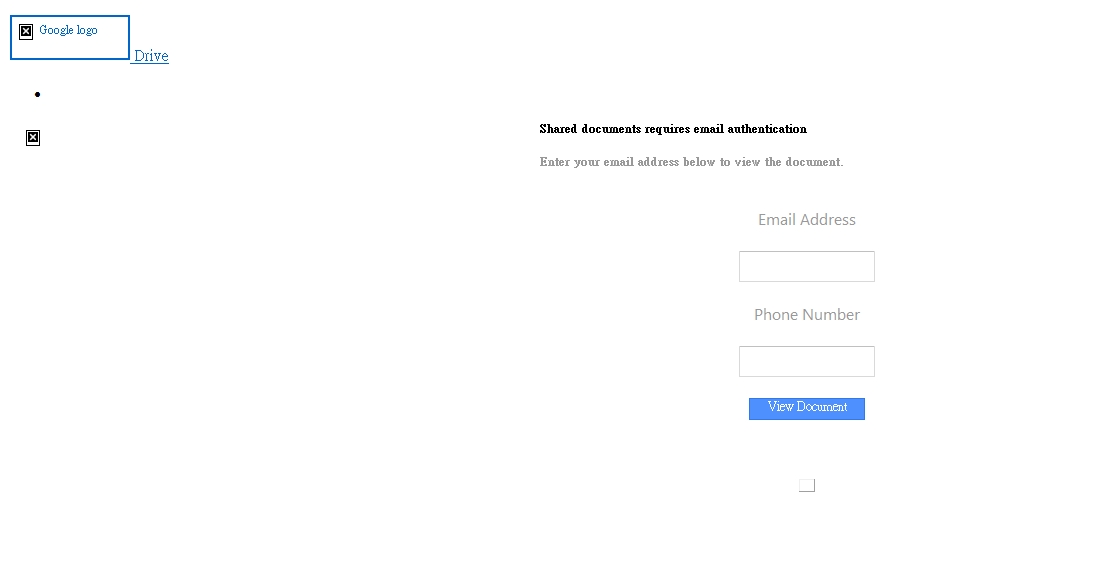 Google logo
Drive
Shared documents requires email authentication
Enter your email address below to view the document.
Email Address
Phone Number
View Document